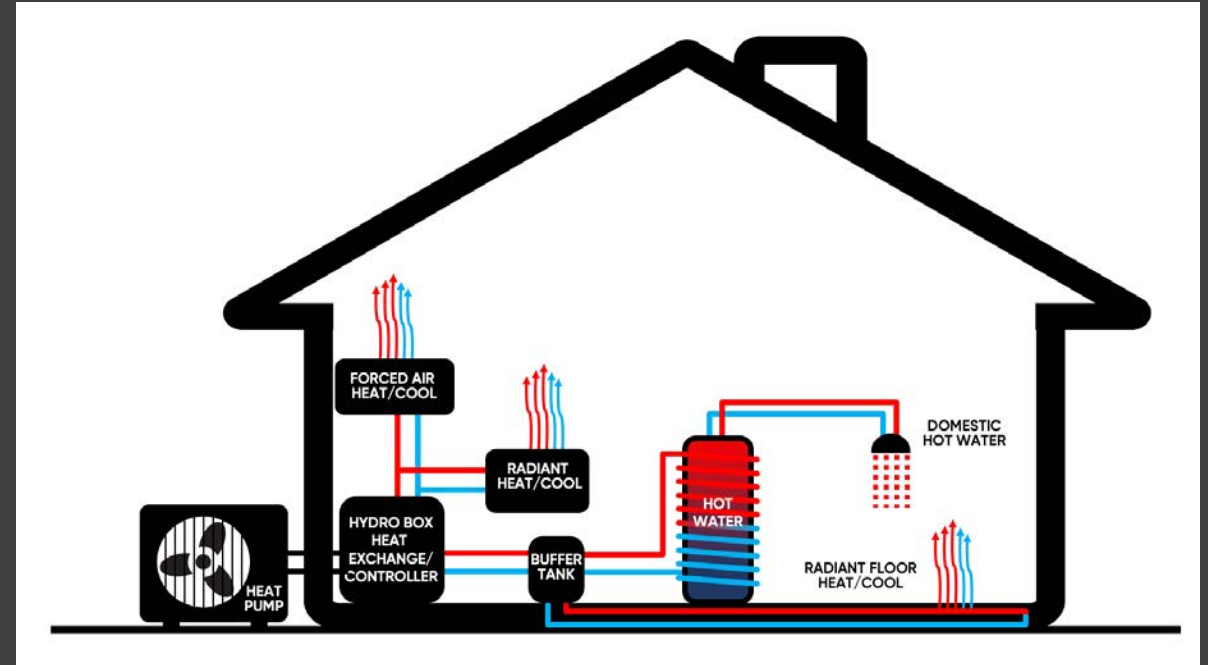 FORCED AIR
HEAT/COOL
RADIANT
HEAT/COOL
DOMESTIC
HOT WATER
HOT
WATER
HYDRO BOX
HEAT
EXCHANGE/
CONTROLLER
BUFFER
TANK
RADIANT FLOOR
HEAT/COOL
HEAT
PUMP